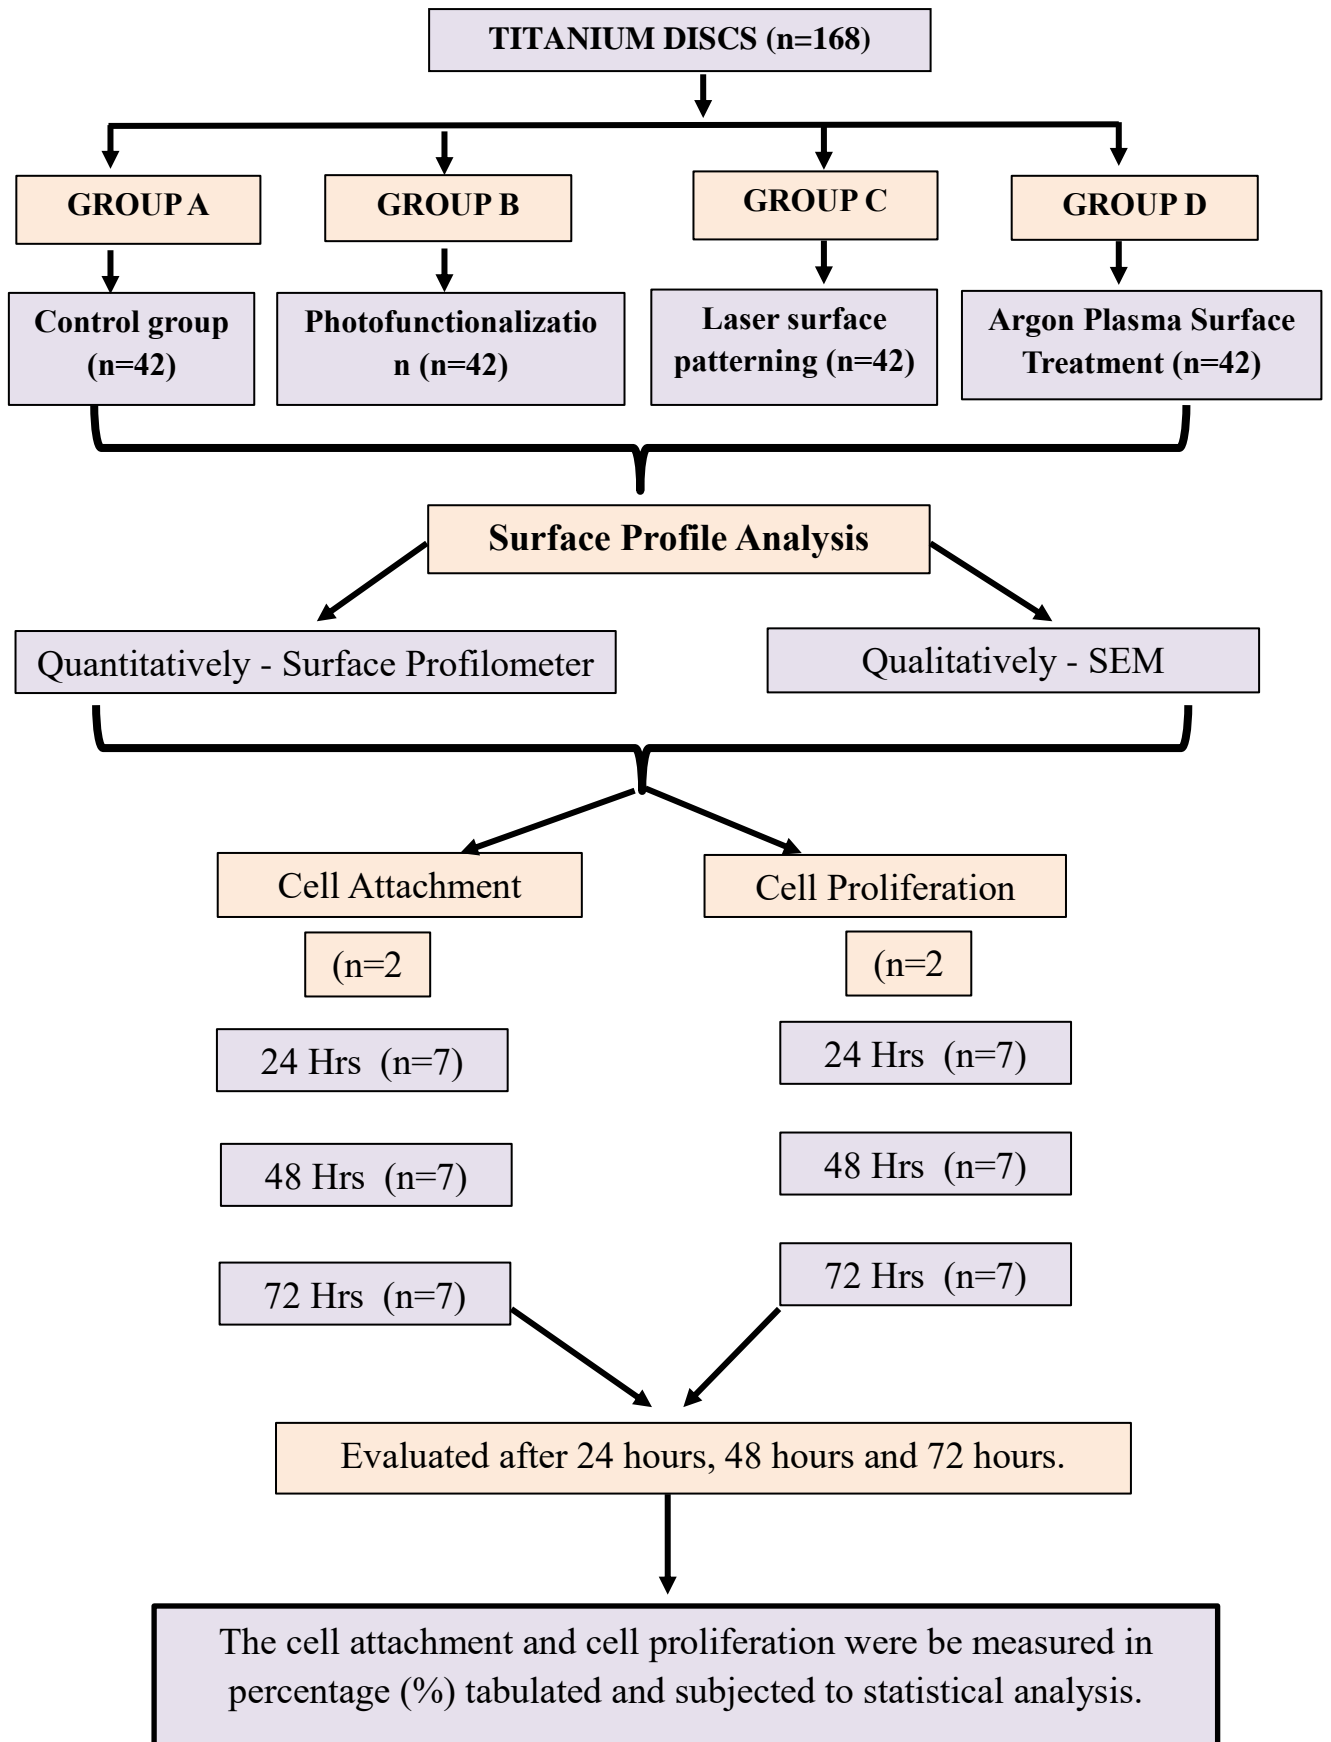 TITANIUM DISCS (n=168)
GROUP A
GROUP B
GROUP C
GROUP D
Control group
(n=42)
Photofunctionalizatio
n (n=42)
Laser surface
patterning (n=42)
Argon Plasma Surface
Treatment (n=42)
Surface Profile Analysis
Quantitatively - Surface Profilometer
Qualitatively - SEM
Cell Attachment
Cell Proliferation
(n=2
(n=2
24 Hrs (n=7)
24 Hrs (n=7)
48 Hrs (n=7)
48 Hrs (n=7)
72 Hrs (n=7)
72 Hrs (n=7)
Evaluated after 24 hours, 48 hours and 72 hours.
The cell attachment and cell proliferation were be measured in
percentage (%) tabulated and subjected to statistical analysis.